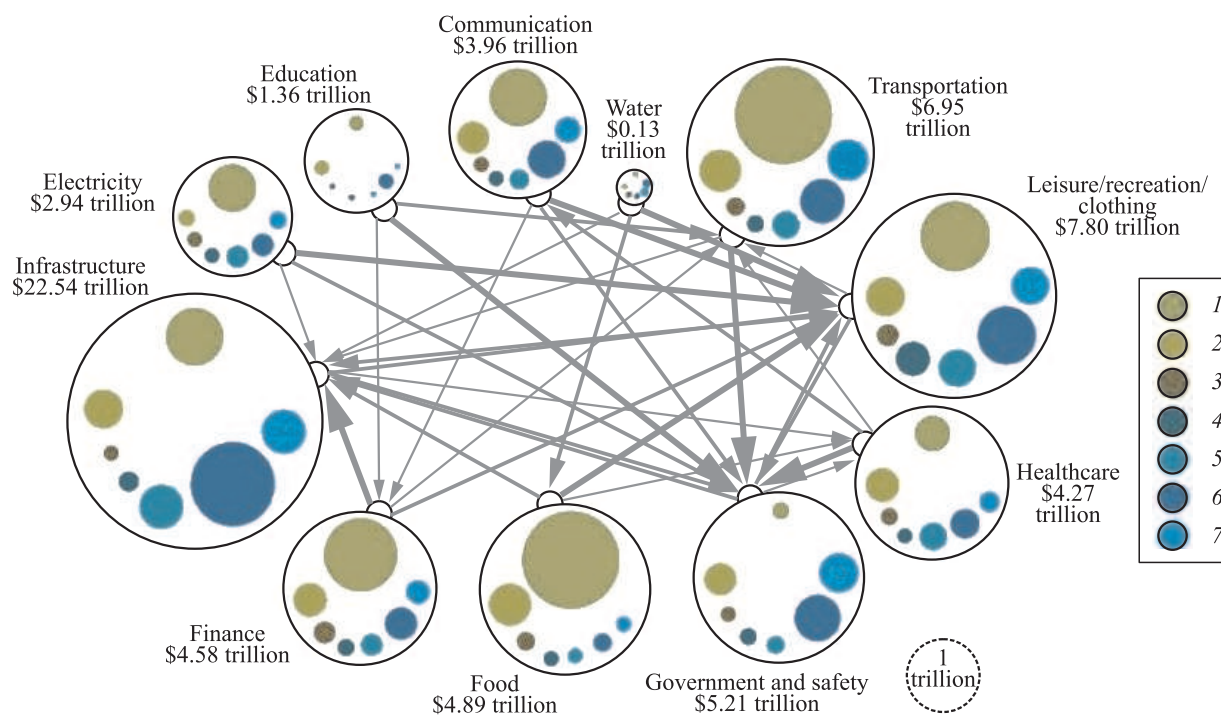 Communication
$3.96 trillion
Education
$1.36 trillion
Water
$0.13
trillion
Transportation
$6.95
trillion
Electricity
$2.94 trillion
Leisure/recreation/
clothing
$7.80 trillion
Infrastructure
$22.54 trillion
1
2
3
4
5
6
7
Healthcare
$4.27
trillion
Finance
$4.58 trillion
Food
$4.89 trillion
Government and safety
$5.21 trillion
1
trillion